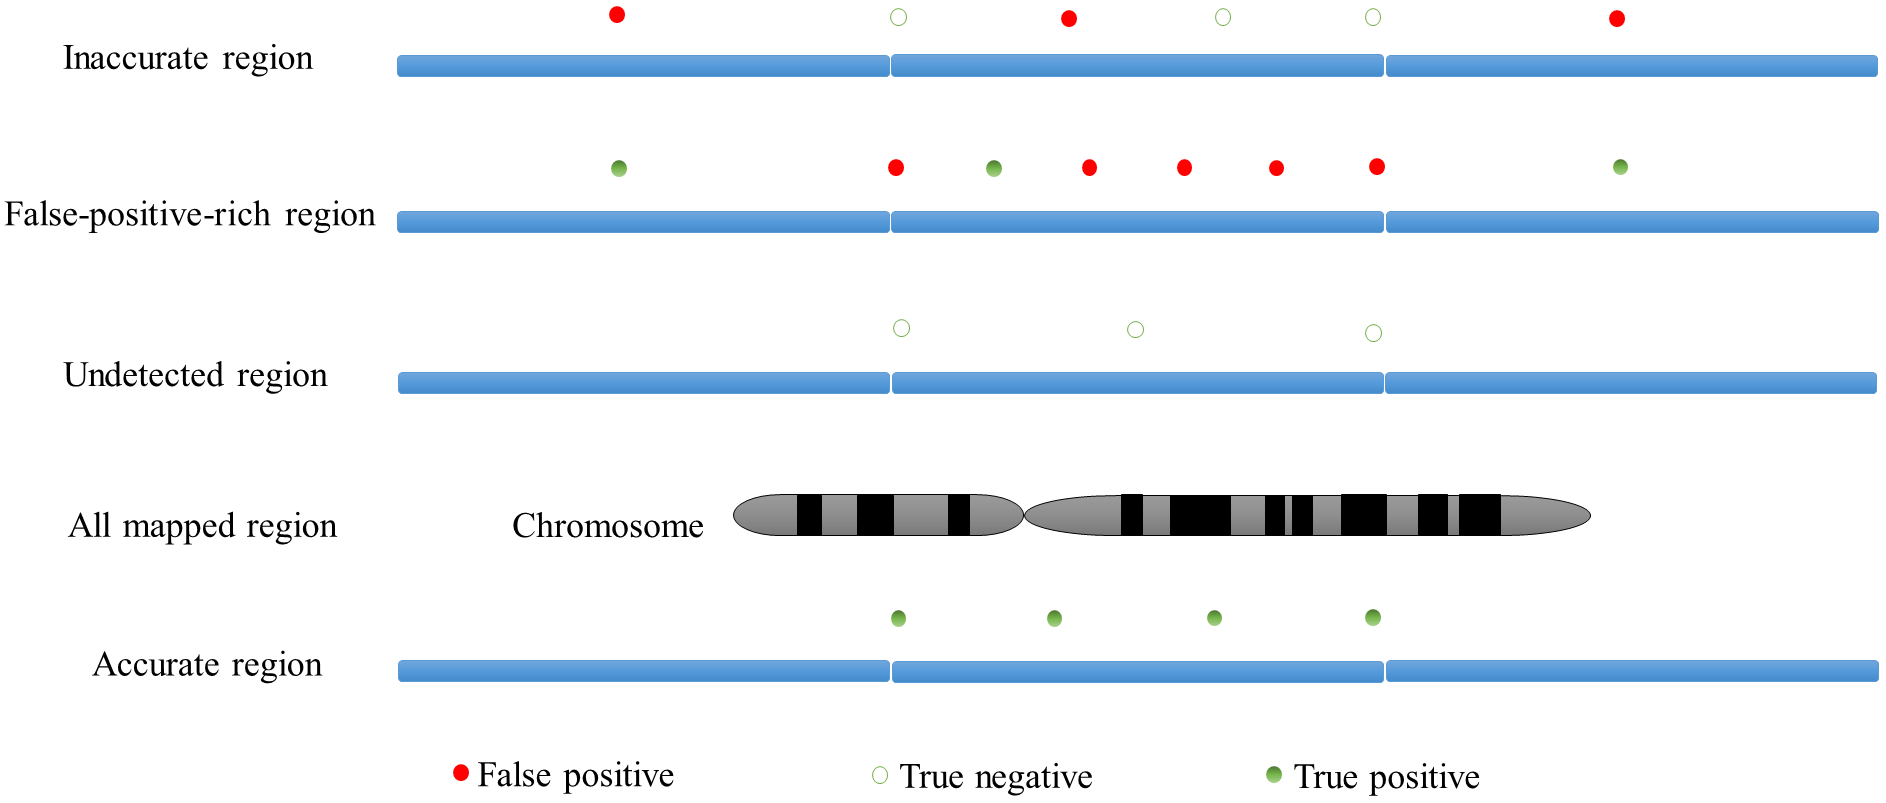 Inaccurate region
False-positive-rich region
Undetected region
All mapped region
Chromosome
Accurate region
False positive
True negative
True positive